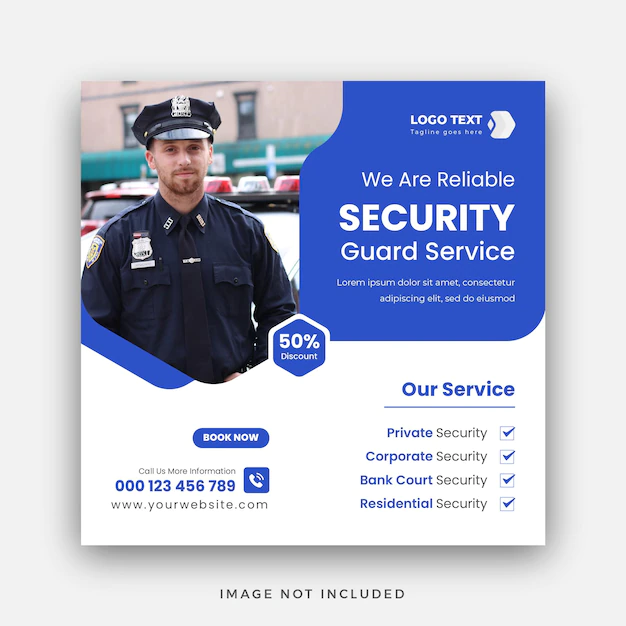 LOGO TEXT
Tagline goes here
We Are Reliable
SECURITY
Guard Service
Lorem ipsum dolor sit amet, consectetur
adipiscing elit, sed do eiusmod
50%
Discount
Our Service
Private Security
Corporate Security
Bank Court Security
Residential Security
BOOK NOW
Call Us More Information
000 123 456 789
www.yourwebsite.com
IMAGE NOT INCLUDED